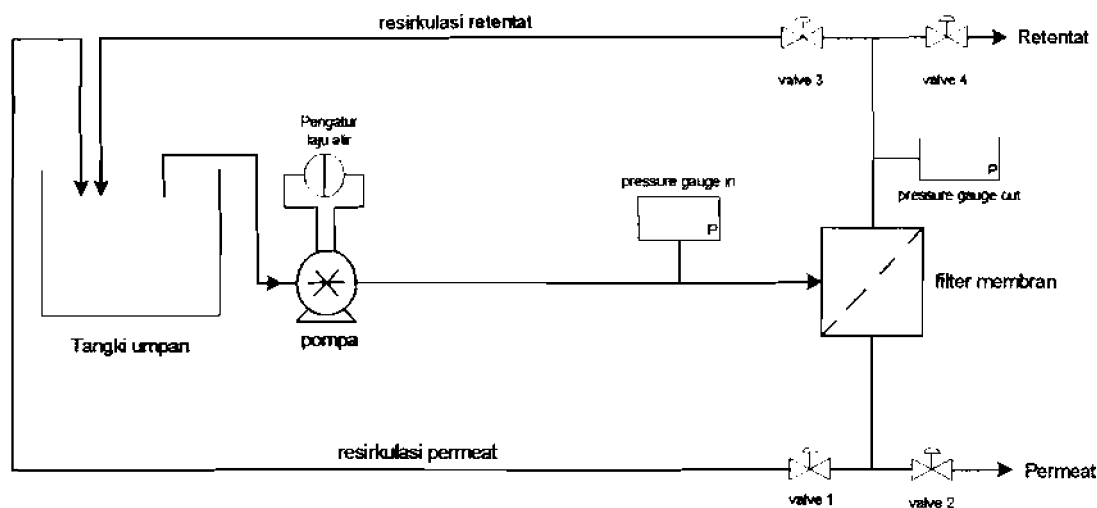 resirkulasi retentat
Retentat
valve 3
valve 4
Pengatur
laju alir
pressure gauge in
P
P
pressure gauge out
filter membran
Tangki umpan
pompa
resirkulasi permeat
Permeat
valve 1
valve 2